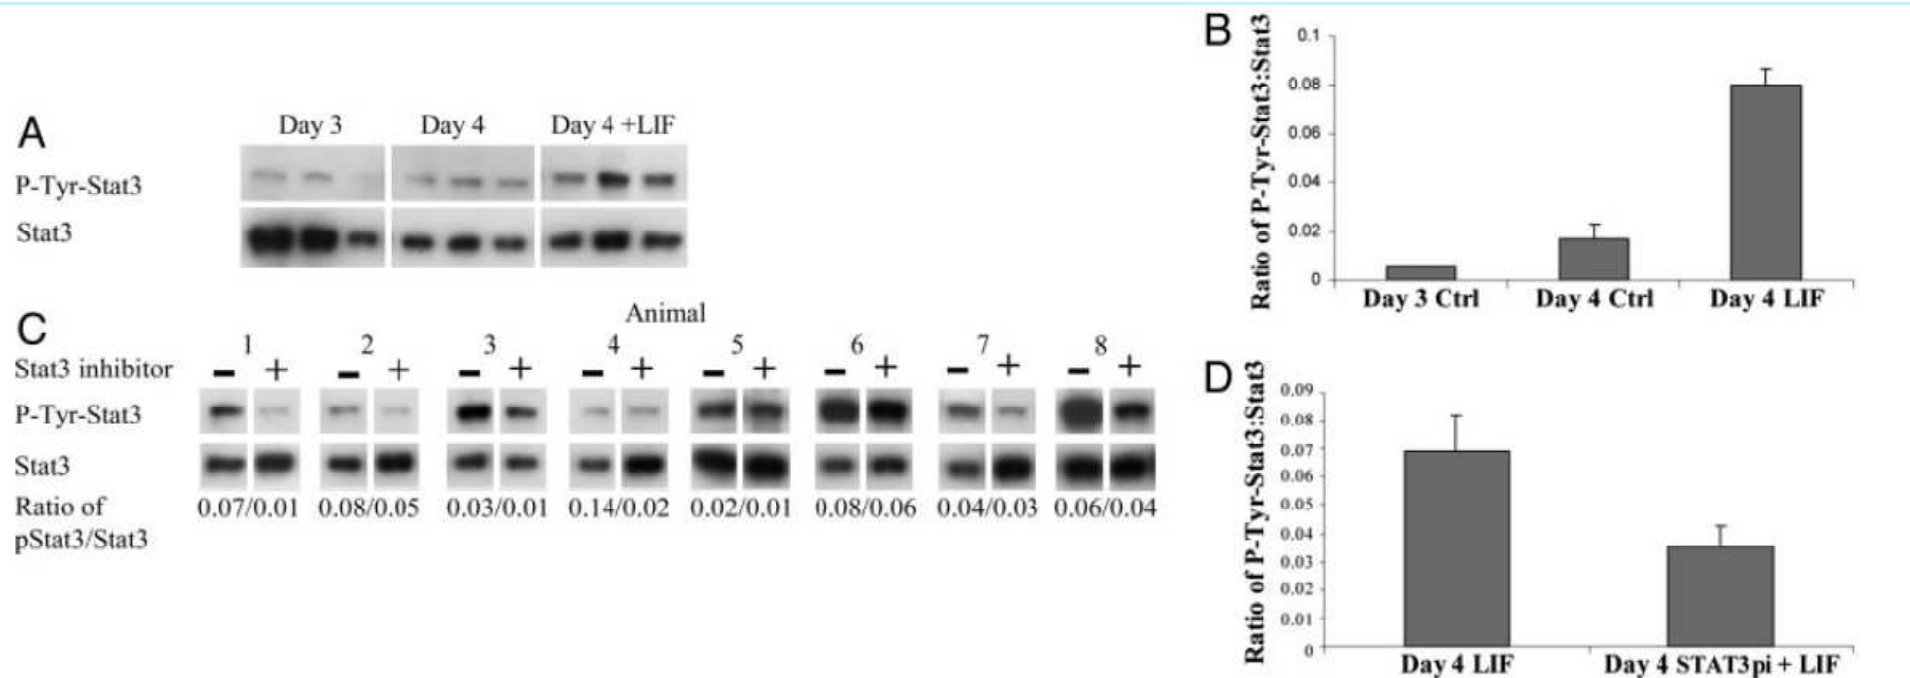 A
Day 3 Day 4 Day 4 +LIF
P-Tyr-Stat3
Stat3
B
Ratio of P-Tyr-Stat3:Stat3
0.1
0.08
0.06
0.04
0.02
0
Day 3 Ctrl Day 4 Ctrl Day 4 LIF
C
Animal
1 2 3 4 5 6 7 8
Stat3 inhibitor − + − + − + − + − + − + − + − +
P-Tyr-Stat3
Stat3
Ratio of 0.07/0.01 0.08/0.05 0.03/0.01 0.14/0.02 0.02/0.01 0.08/0.06 0.04/0.03 0.06/0.04
pStat3/Stat3
D
Ratio of P-Tyr-Stat3:Stat3
0.09
0.08
0.07
0.06
0.05
0.04
0.03
0.02
0.01
0
Day 4 LIF Day 4 STAT3pi + LIF